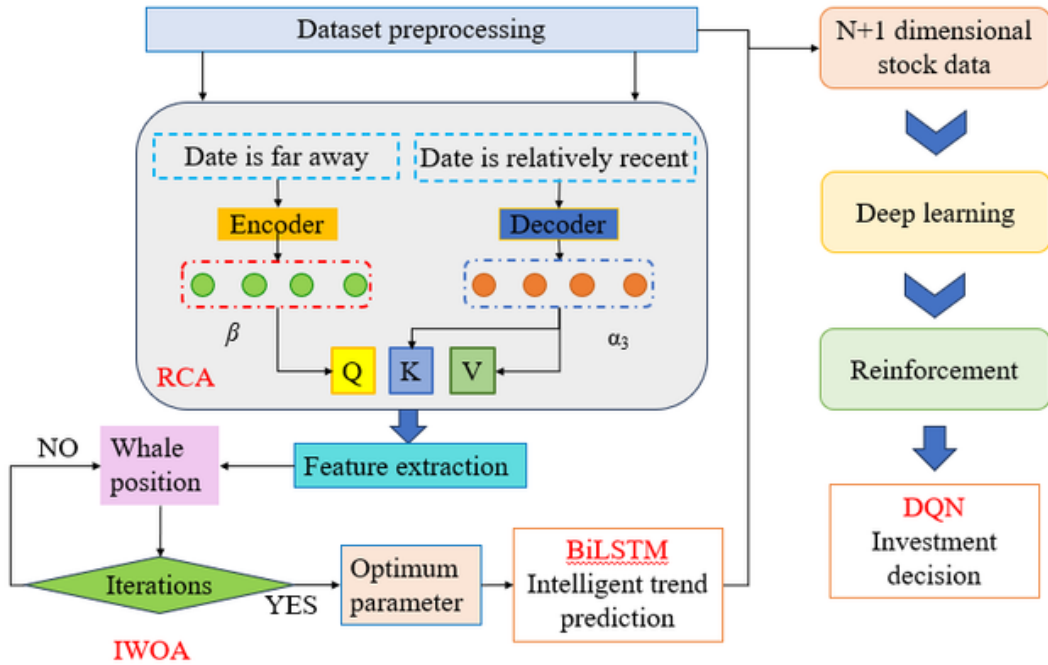 Dataset preprocessing
N+1 dimensional
stock data
Date is far away
Date is relatively recent
Encoder
Decoder
Deep learning
β
α₃
Q
K
V
RCA
Reinforcement
NO
Whale
position
Feature extraction
DQN
Investment
decision
Iterations
YES
Optimum
parameter
BiLSTM
Intelligent trend
prediction
IWOA